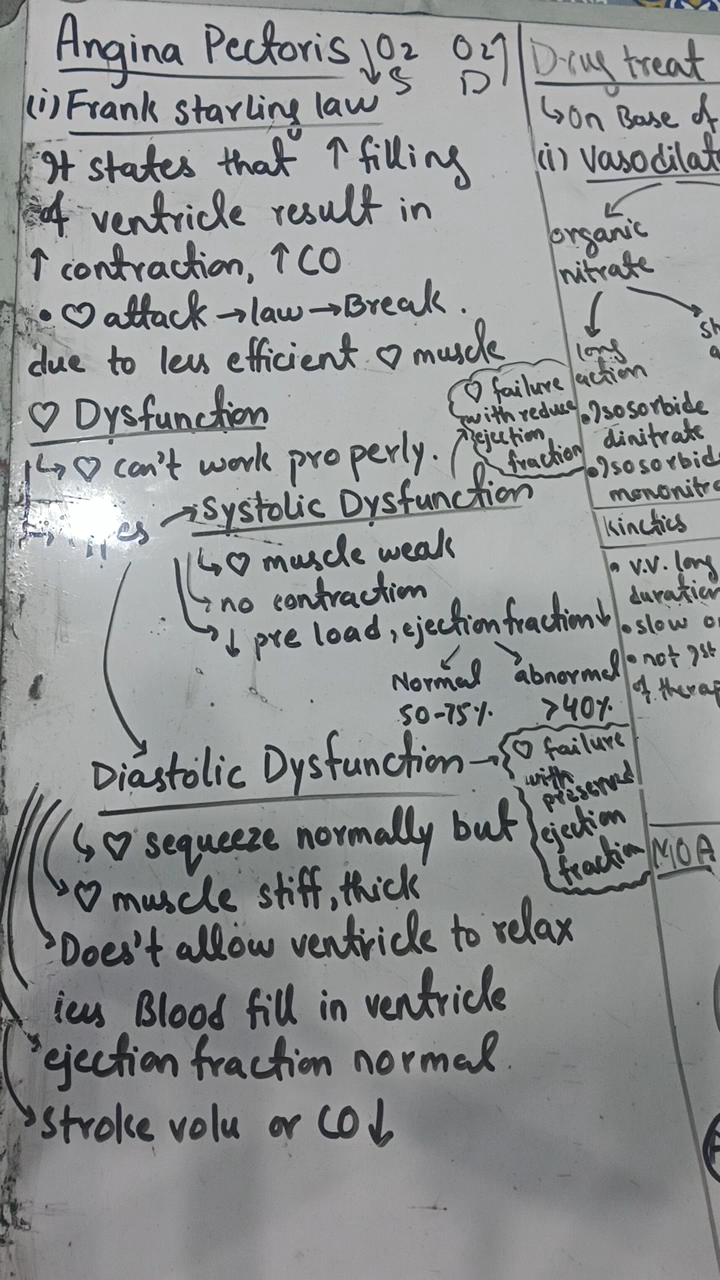 Angina Pectoris ↓O2 S O2↑ D
(i) Frank starling law
It states that ↑ filling
of ventricle result in
↑ contraction, ↑ CO
• ♡ attack → law → Break.
due to less efficient ♡ muscle
♡ Dysfunction
↳ ♡ can't work properly.
→ Systolic Dysfunction
♡ failure
with reduce
ejection
fraction
↳ ♡ muscle weak
→ no contraction
→ ↓ pre load, ejection fraction ↓
Normal abnormal
50-75% >40%
Diastolic Dysfunction →
♡ failure
with
preserved
ejection
fraction
↳ ♡ sequeeze normally but
→ ♡ muscle stiff, thick
→ Does't allow ventricle to relax
Blood fill in ventricle
→ ejection fraction normal.
→ stroke volu or CO ↓
Drug treat
↳ On Base of
(i) Vasodilat
organic
nitrate
long
action
• Isosorbide
dinitrate
• Isosorbide
mononitra
Kinetics
• v.v. long
duration
• slow o
• not 1st
of therap
MOA